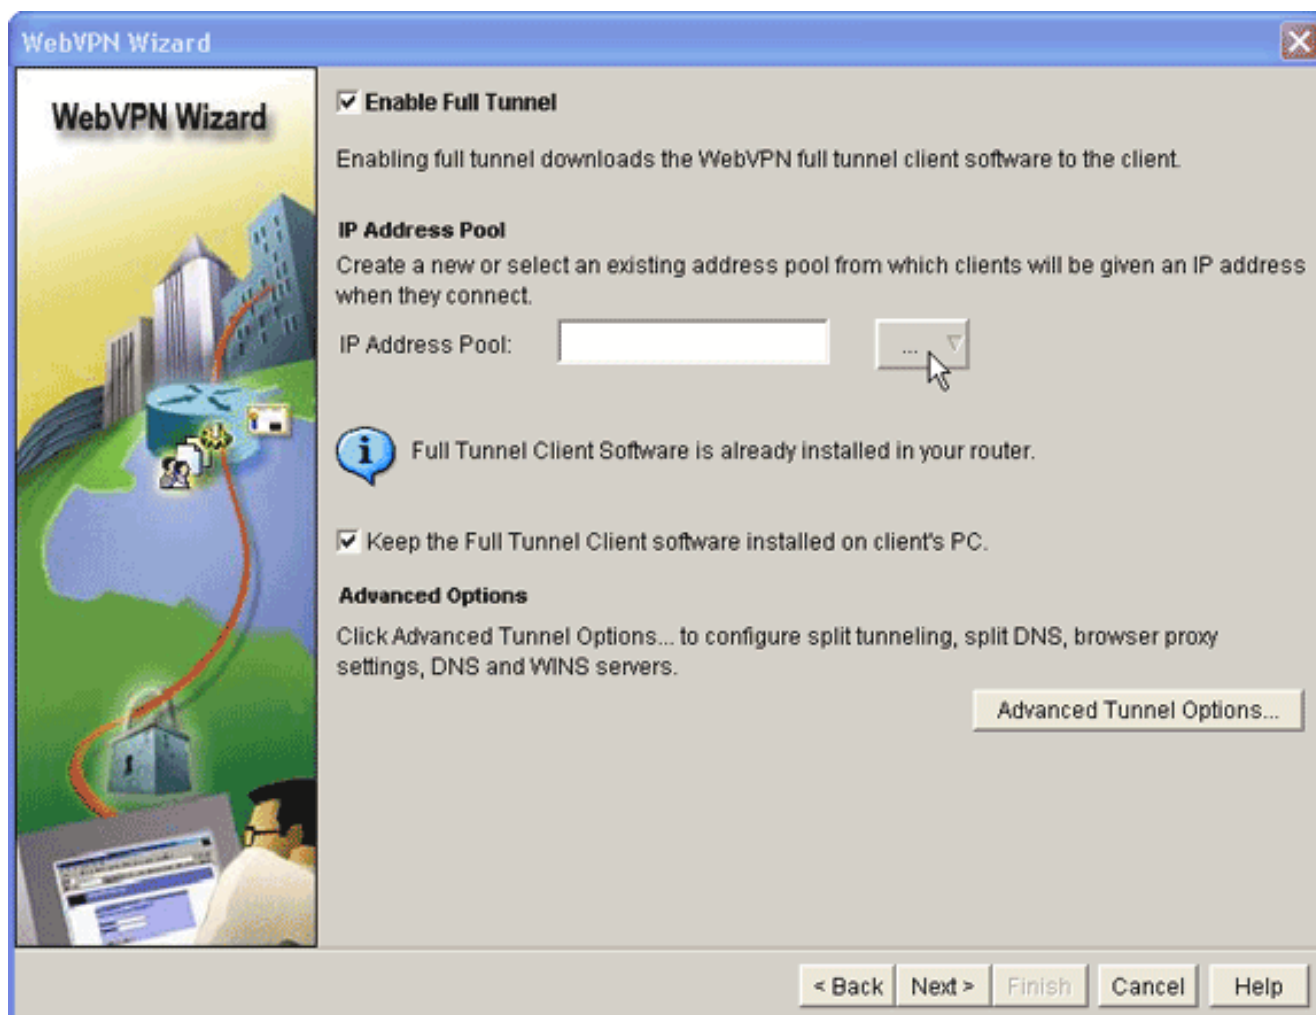 WebVPN Wizard
WebVPN Wizard
Enable Full Tunnel
Enabling full tunnel downloads the WebVPN full tunnel client software to the client.
IP Address Pool
Create a new or select an existing address pool from which clients will be given an IP address
when they connect.
IP Address Pool:
...
Full Tunnel Client Software is already installed in your router.
Keep the Full Tunnel Client software installed on client's PC.
Advanced Options
Click Advanced Tunnel Options... to configure split tunneling, split DNS, browser proxy
settings, DNS and WINS servers.
Advanced Tunnel Options...
< Back
Next >
Finish
Cancel
Help